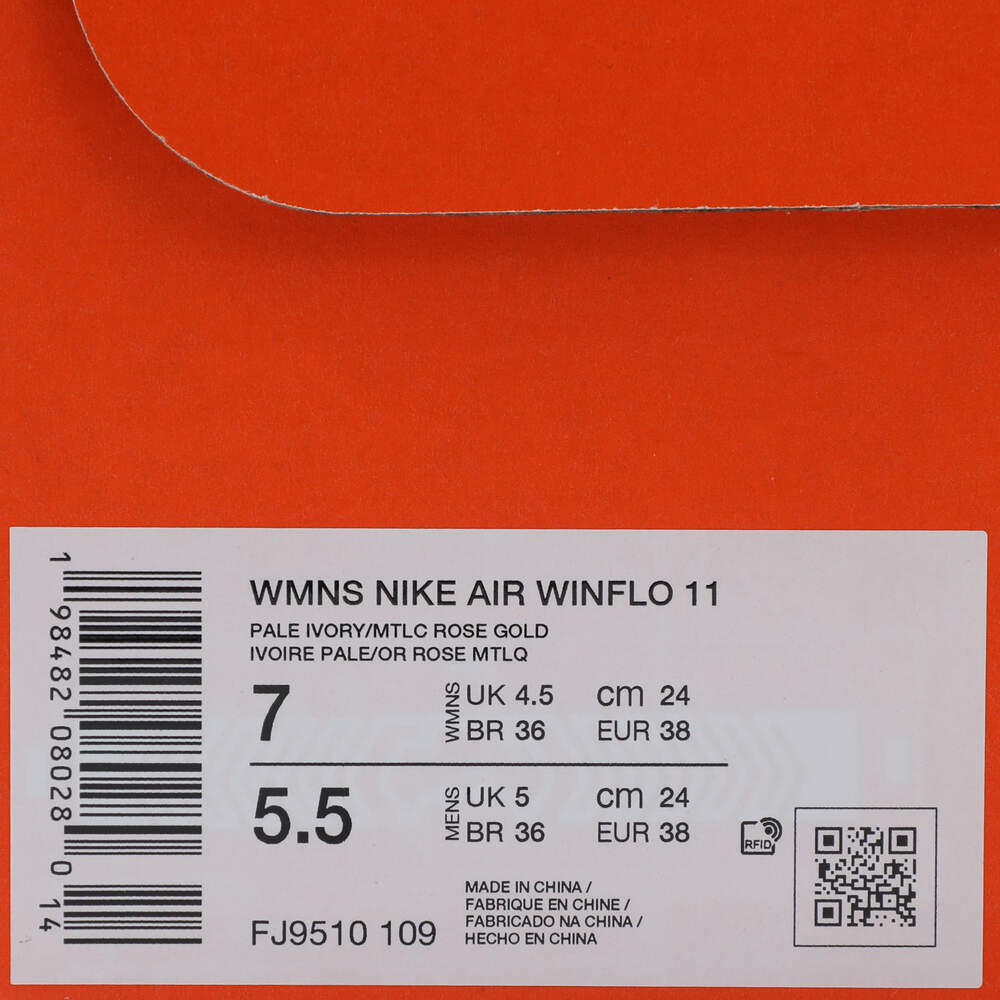 WMNS NIKE AIR WINFLO 11
PALE IVORY/MTLC ROSE GOLD
IVOIRE PALE/OR ROSE MTLQ
7 WMNS UK 4.5 cm 24
BR 36 EUR 38
5.5 MENS UK 5 cm 24
BR 36 EUR 38
RFID
MADE IN CHINA /
FABRIQUE EN CHINE /
FABRICADO NA CHINA /
HECHO EN CHINA
FJ9510 109
1 98482 08028 0 14